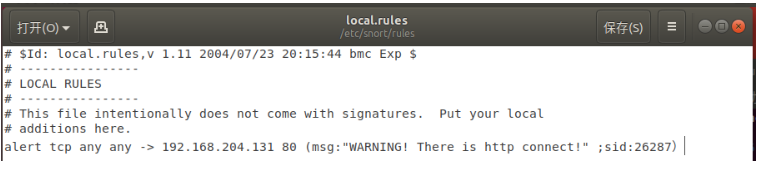 打开(O)
local.rules
/etc/snort/rules
保存(S)
# $Id: local.rules,v 1.11 2004/07/23 20:15:44 bmc Exp $
# ----------------
# LOCAL RULES
# ----------------
# This file intentionally does not come with signatures.  Put your local
# additions here.
alert tcp any any -> 192.168.204.131 80 (msg:"WARNING! There is http connect!" ;sid:26287)